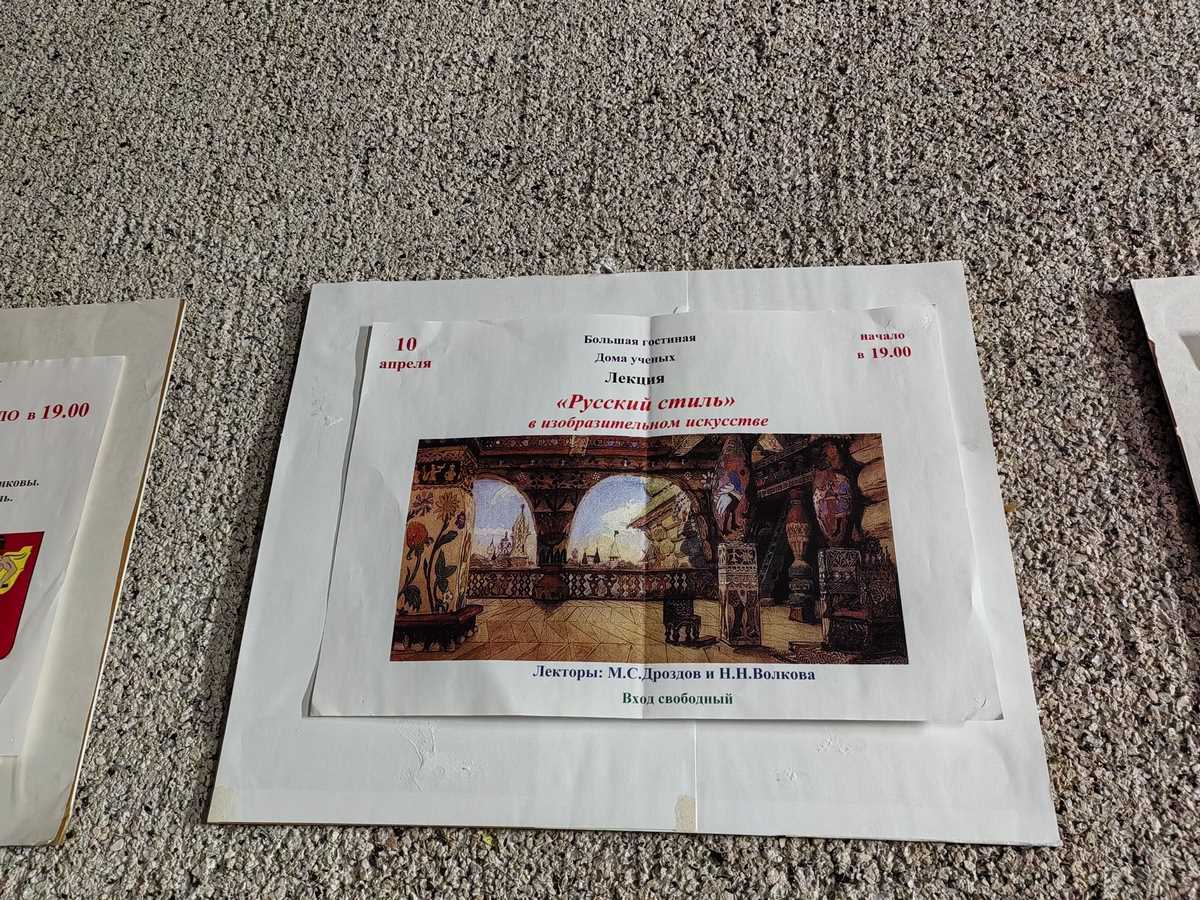 10
апреля
Большая гостиная
Дома ученых
начало
в 19.00
Лекция
«Русский стиль»
в изобразительном искусстве
Лекторы: М.С.Дроздов и Н.Н.Волкова
Вход свободный
в 19.00